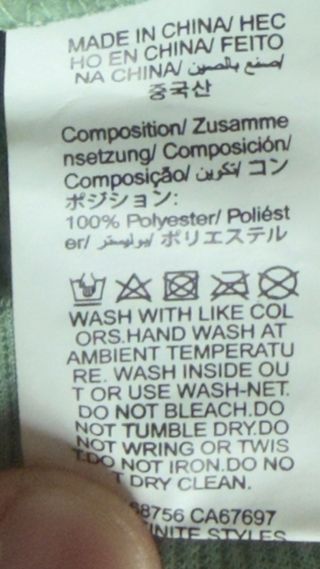 MADE IN CHINA/ HEC
HO EN CHINA/ FEITO
NA CHINA/ صنع بالصين/
중국산
Composition/ Zusamme
nsetzung/ Composición/
Composição/ تكوين/ コン
ポジション:
100% Polyester/ Poliést
er/ بوليستر/ ポリエステル
WASH WITH LIKE COL
ORS.HAND WASH AT
AMBIENT TEMPERATU
RE. WASH INSIDE OU
T OR USE WASH-NET.
DO NOT BLEACH.DO
NOT TUMBLE DRY.DO
NOT WRING OR TWIS
T.DO NOT IRON.DO NO
T DRY CLEAN.
88756 CA67697
INITE STYLES